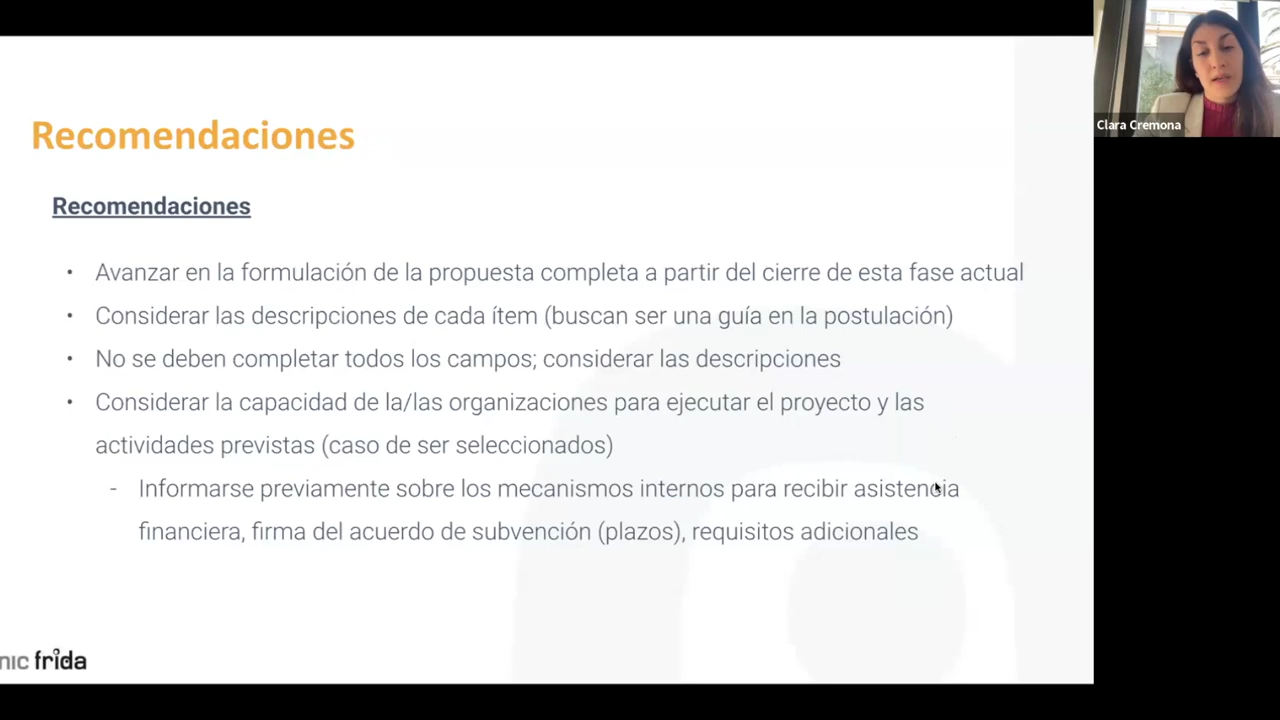 Recomendaciones
Recomendaciones
• Avanzar en la formulación de la propuesta completa a partir del cierre de esta fase actual
• Considerar las descripciones de cada ítem (buscan ser una guía en la postulación)
• No se deben completar todos los campos; considerar las descripciones
• Considerar la capacidad de la/las organizaciones para ejecutar el proyecto y las
actividades previstas (caso de ser seleccionados)
- Informarse previamente sobre los mecanismos internos para recibir asistencia
financiera, firma del acuerdo de subvención (plazos), requisitos adicionales
nic frida
Clara Cremona